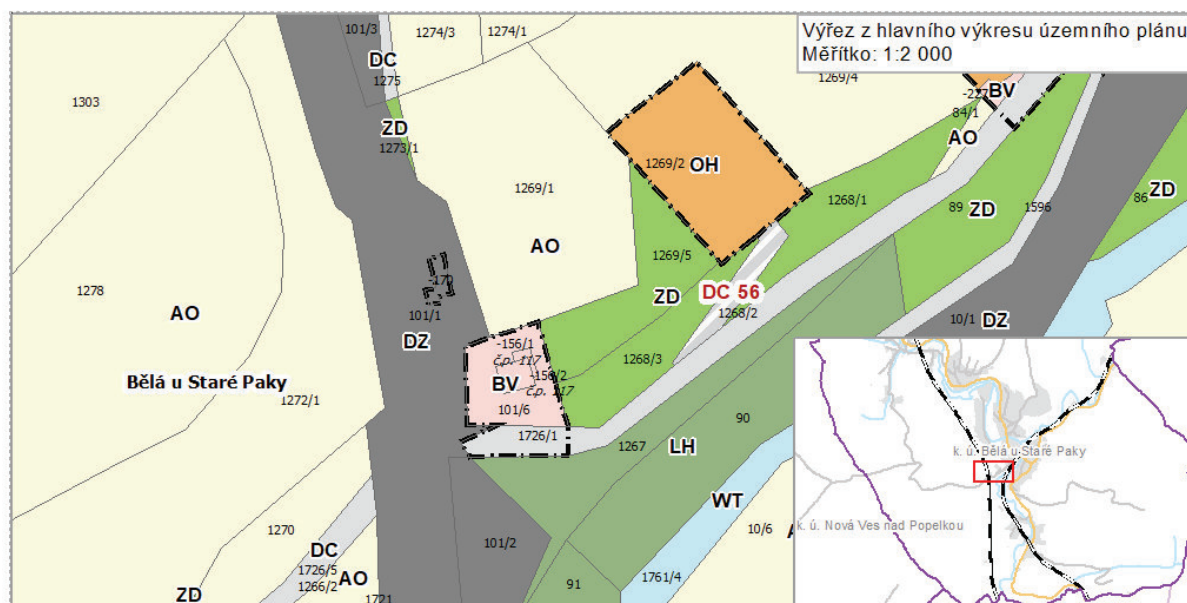 Výřez z hlavního výkresu územního plánu
Měřítko: 1:2 000
101/3
1274/3
1274/1
DC
1275
1269/4
BV
84/1
1303
ZD
1273/1
AO
1269/2
OH
1269/1
1268/1
89
ZD
1596
86
ZD
AO
1269/5
1278
AO
ZD
DC 56
101/1
1268/2
10/1
DZ
DZ
-156/1
č.p. 117
1268/3
Bělá u Staré Paky
BV
č.p. 117
1272/1
101/6
90
1726/1
1267
LH
k. ú. Bělá u Staré Paky
WT
k. ú. Nová Ves nad Popelkou
1270
10/6
101/2
DC
1726/5
1266/2
AO
91
1761/4
ZD
1721